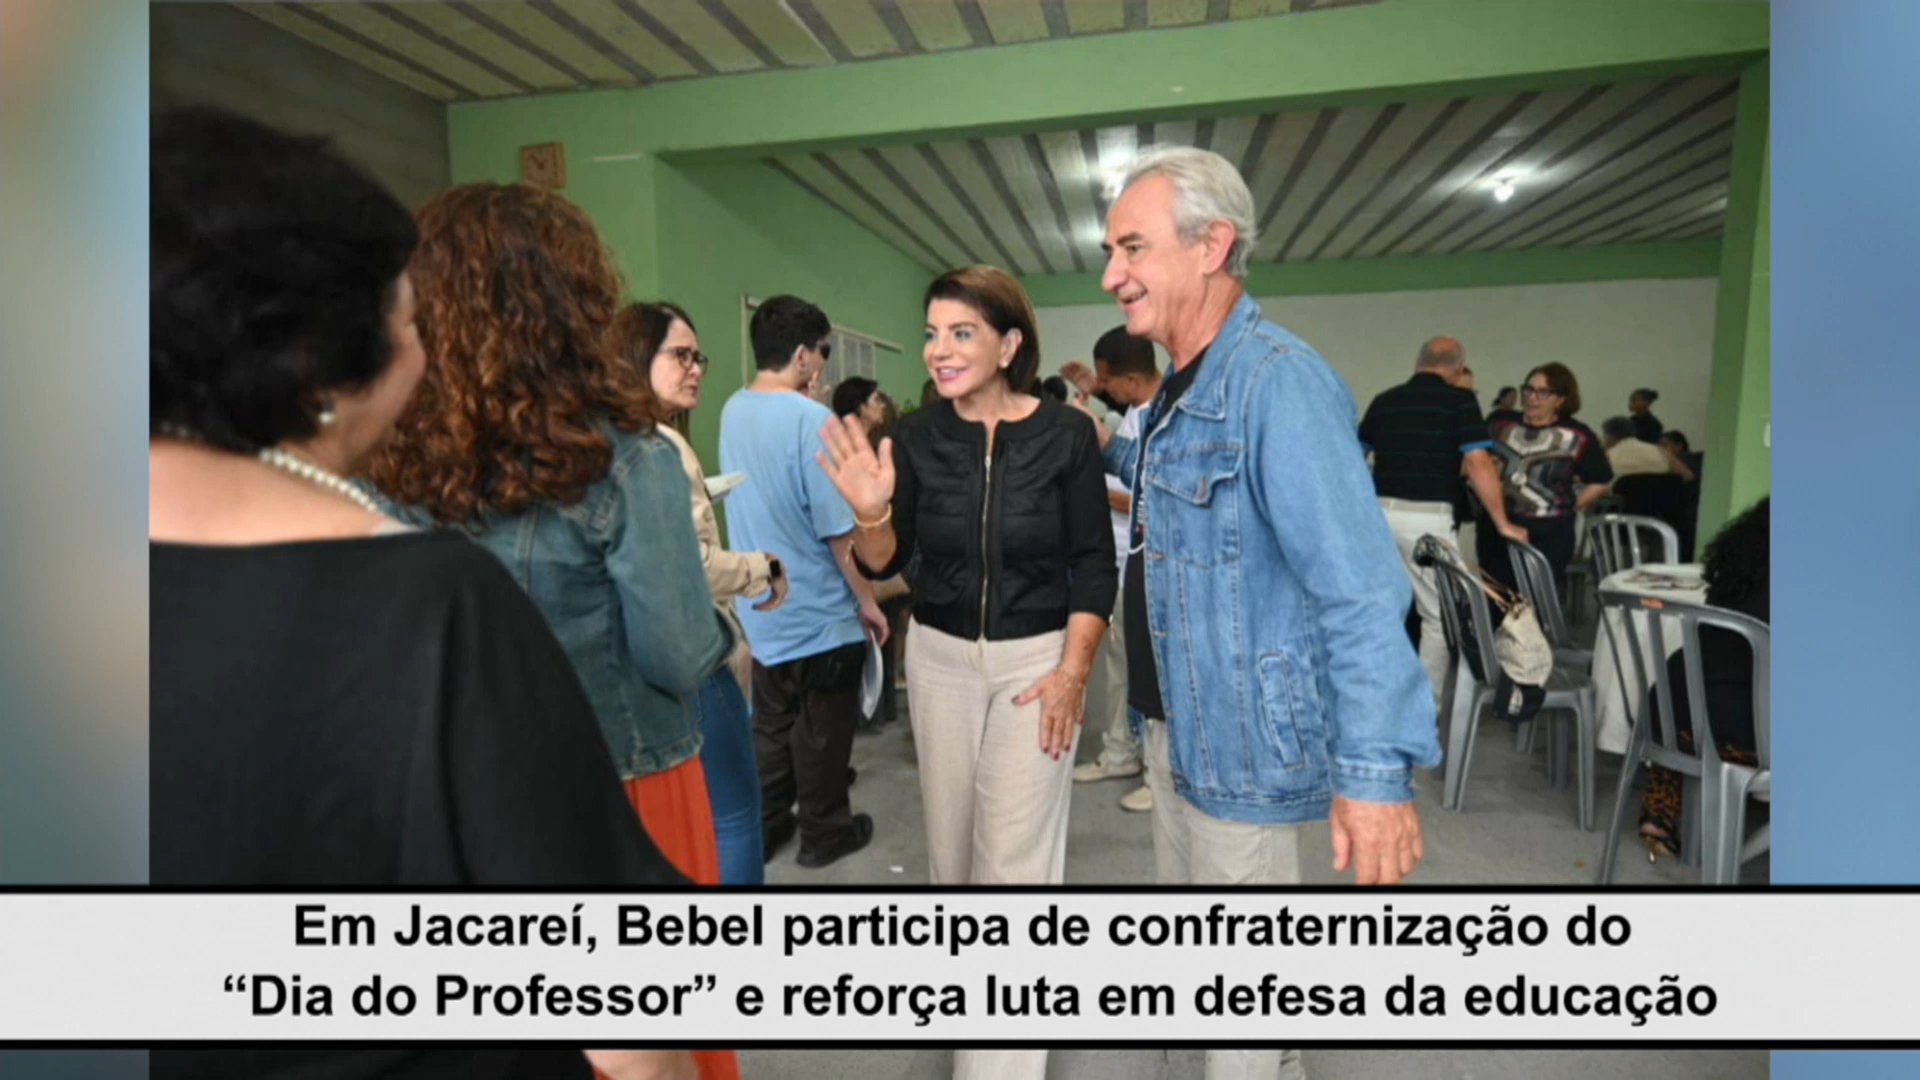 Em Jacareí, Bebel participa de confraternização do
“Dia do Professor” e reforça luta em defesa da educação